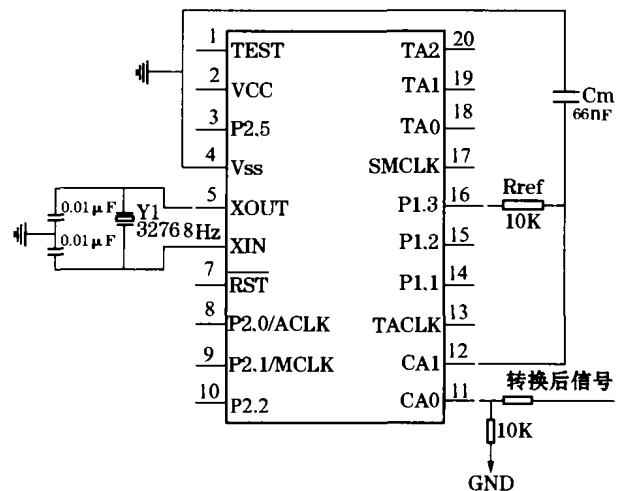 1
TEST
2
VCC
3
P2.5
4
Vss
5
XOUT
XIN
7
RST
8
P2.0/ACLK
9
P2.1/MCLK
10
P2.2
TA2
20
TA1
19
TA0
18
SMCLK
17
P1.3
16
P1.2
15
P1.1
14
TACLK
13
CA1
12
CA0
11
0.01μF
0.01μF
Y1
32768Hz
Cm
66nF
Rref
10K
转换后信号
10K
GND